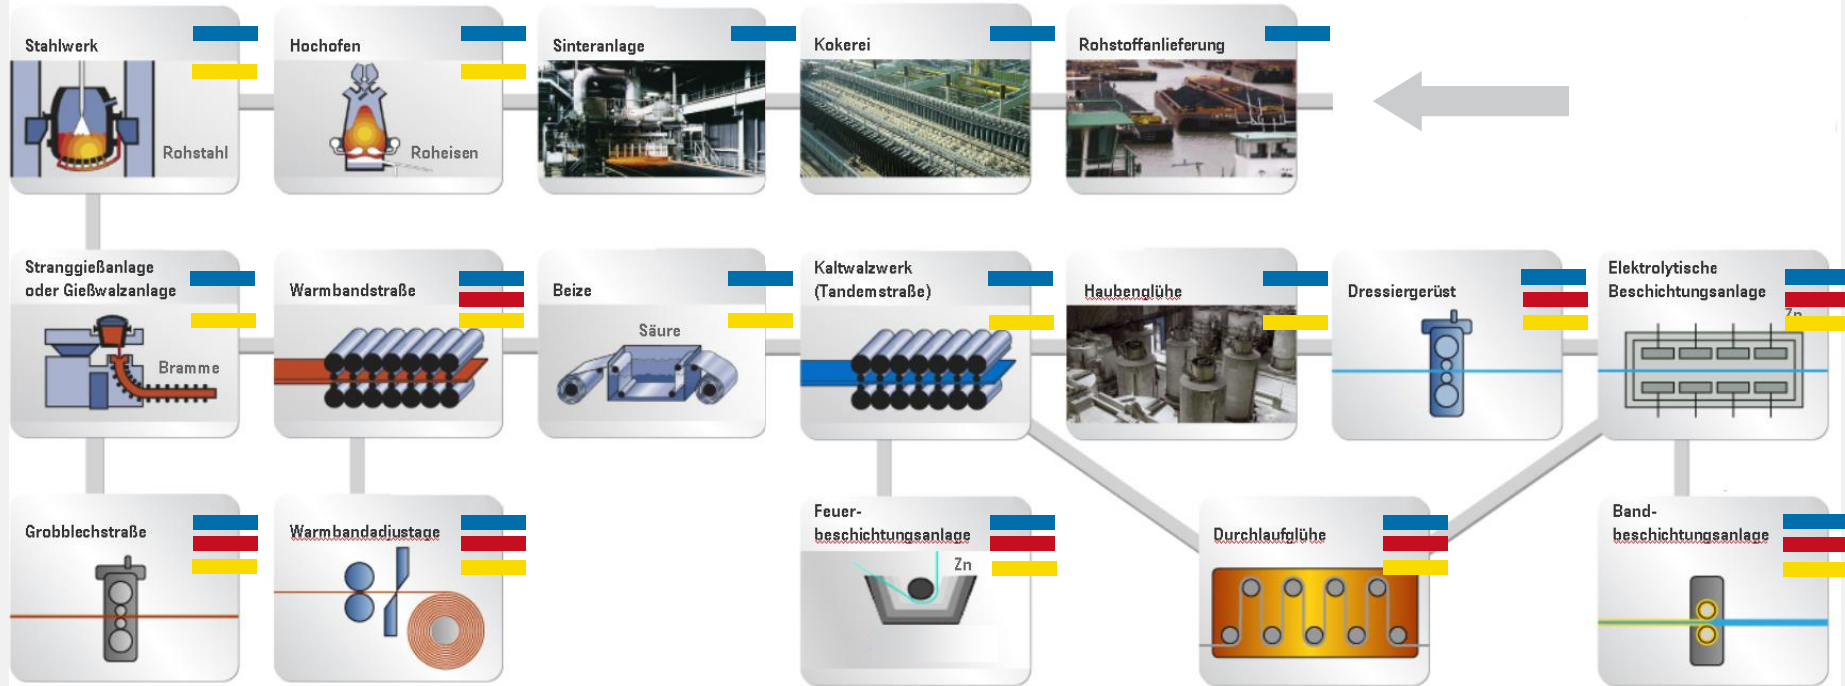 Stahlwerk
Rohstahl
Hochofen
Roheisen
Sinteranlage
Kokerei
Rohstoffanlieferung
Stranggießanlage
oder Gießwalzanlage
Bramme
Warmbandstraße
Beize
Säure
Kaltwalzwerk
(Tandemstraße)
Haubenglühe
Dressiergerüst
Elektrolytische
Beschichtungsanlage
Zn
Grobblechstraße
Warmbandadjustage
Feuer-
beschichtungsanlage
Zn
Durchlaufglühe
Band-
beschichtungsanlage